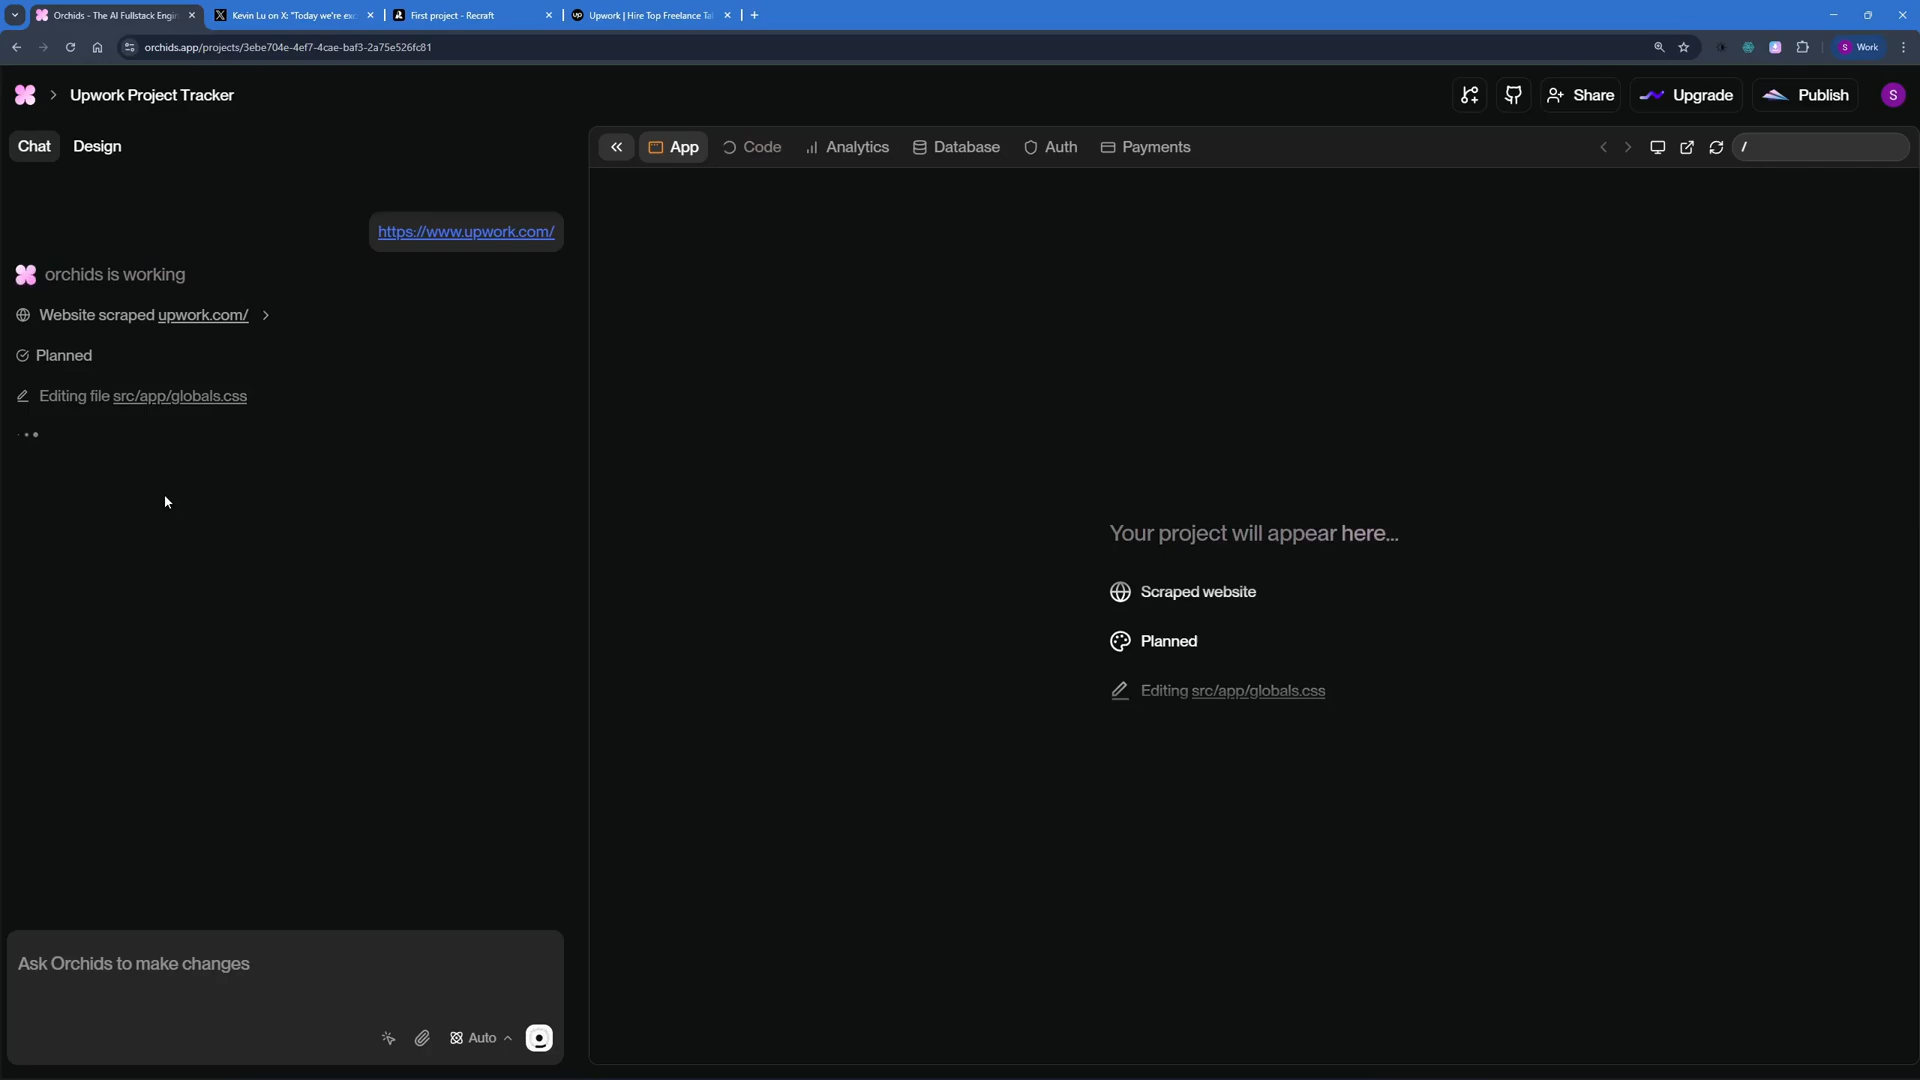 Orchids - The AI Fullstack Engin
Kevin Lu on X: "Today we're exc
First project - Recraft
up
Upwork | Hire Top Freelance Tal
orchids.app/projects/3ebe704e-4ef7-4cae-baf3-2a75e526fc81
S Work
Upwork Project Tracker
Share
Upgrade
Publish
S
Chat
Design
App
Code
Analytics
Database
Auth
Payments
/
https://www.upwork.com/
orchids is working
Website scraped upwork.com/
Planned
Editing file src/app/globals.css
Your project will appear here...
Scraped website
Planned
Editing src/app/globals.css
Ask Orchids to make changes
Auto